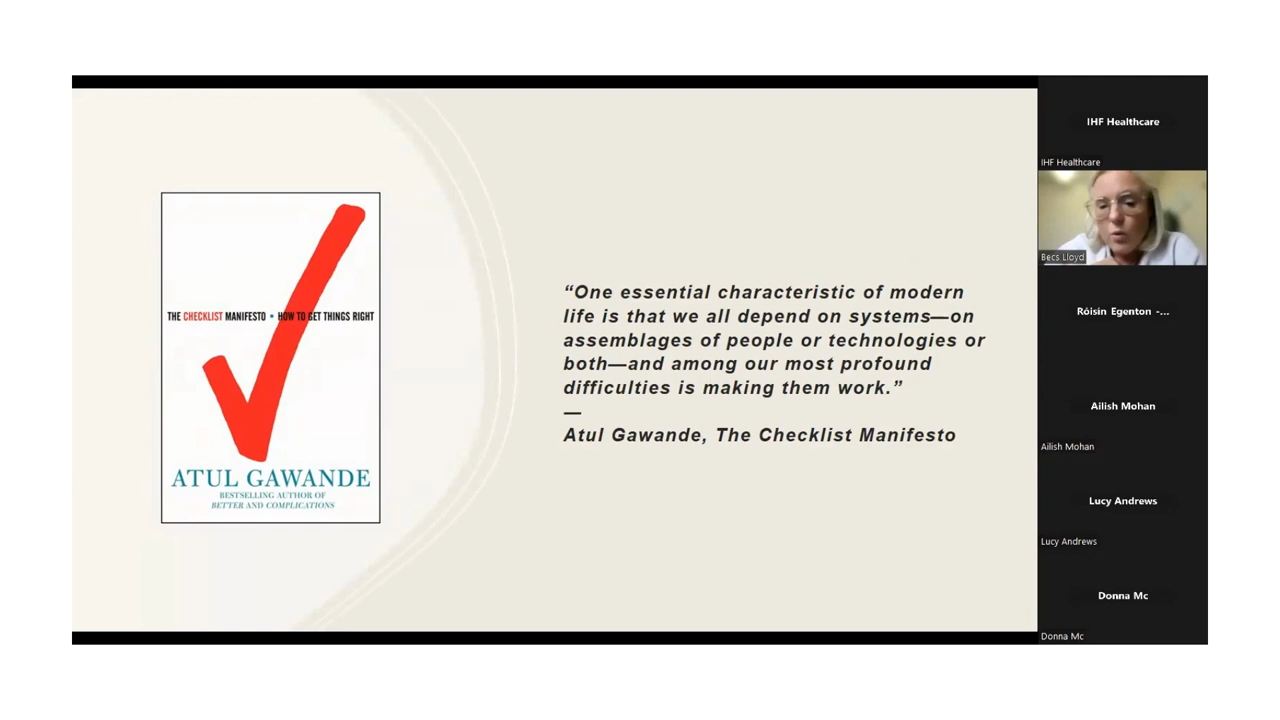 THE CHECKLIST MANIFESTO • HOW TO GET THINGS RIGHT
ATUL GAWANDE
BESTSELLING AUTHOR OF
BETTER AND COMPLICATIONS
“One essential characteristic of modern
life is that we all depend on systems—on
assemblages of people or technologies or
both—and among our most profound
difficulties is making them work.”
—
Atul Gawande, The Checklist Manifesto
IHF Healthcare
IHF Healthcare
Becs Lloyd
Róisín Egenton -...
Ailish Mohan
Ailish Mohan
Lucy Andrews
Lucy Andrews
Donna Mc
Donna Mc